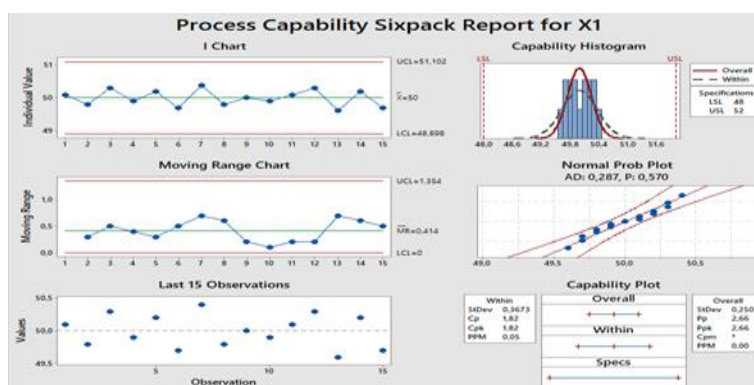 Process Capability Sixpack Report for X1
I Chart
Individual Value
51
50
49
UCL=51,102
X̅=50
LCL=48,898
1 2 3 4 5 6 7 8 9 10 11 12 13 14 15
Moving Range Chart
Moving Range
1,0
0,5
0,0
UCL=1,354
M̅R̅=0,414
LCL=0
1 2 3 4 5 6 7 8 9 10 11 12 13 14 15
Last 15 Observations
Values
50,5
50,0
49,5
5 10 15
Observation
Capability Histogram
LSL USL
Overall
Within
Specifications
LSL 48
USL 52
48,0 48,6 49,2 49,8 50,4 51,0 51,6
Normal Prob Plot
AD: 0,287, P: 0,570
49,0 49,5 50,0 50,5
Capability Plot
Within
StDev 0,3673
Cp 1,82
Cpk 1,82
PPM 0,05
Overall
Within
Specs
Overall
StDev 0,250
Pp 2,66
Ppk 2,66
Cpm *
PPM 0,00